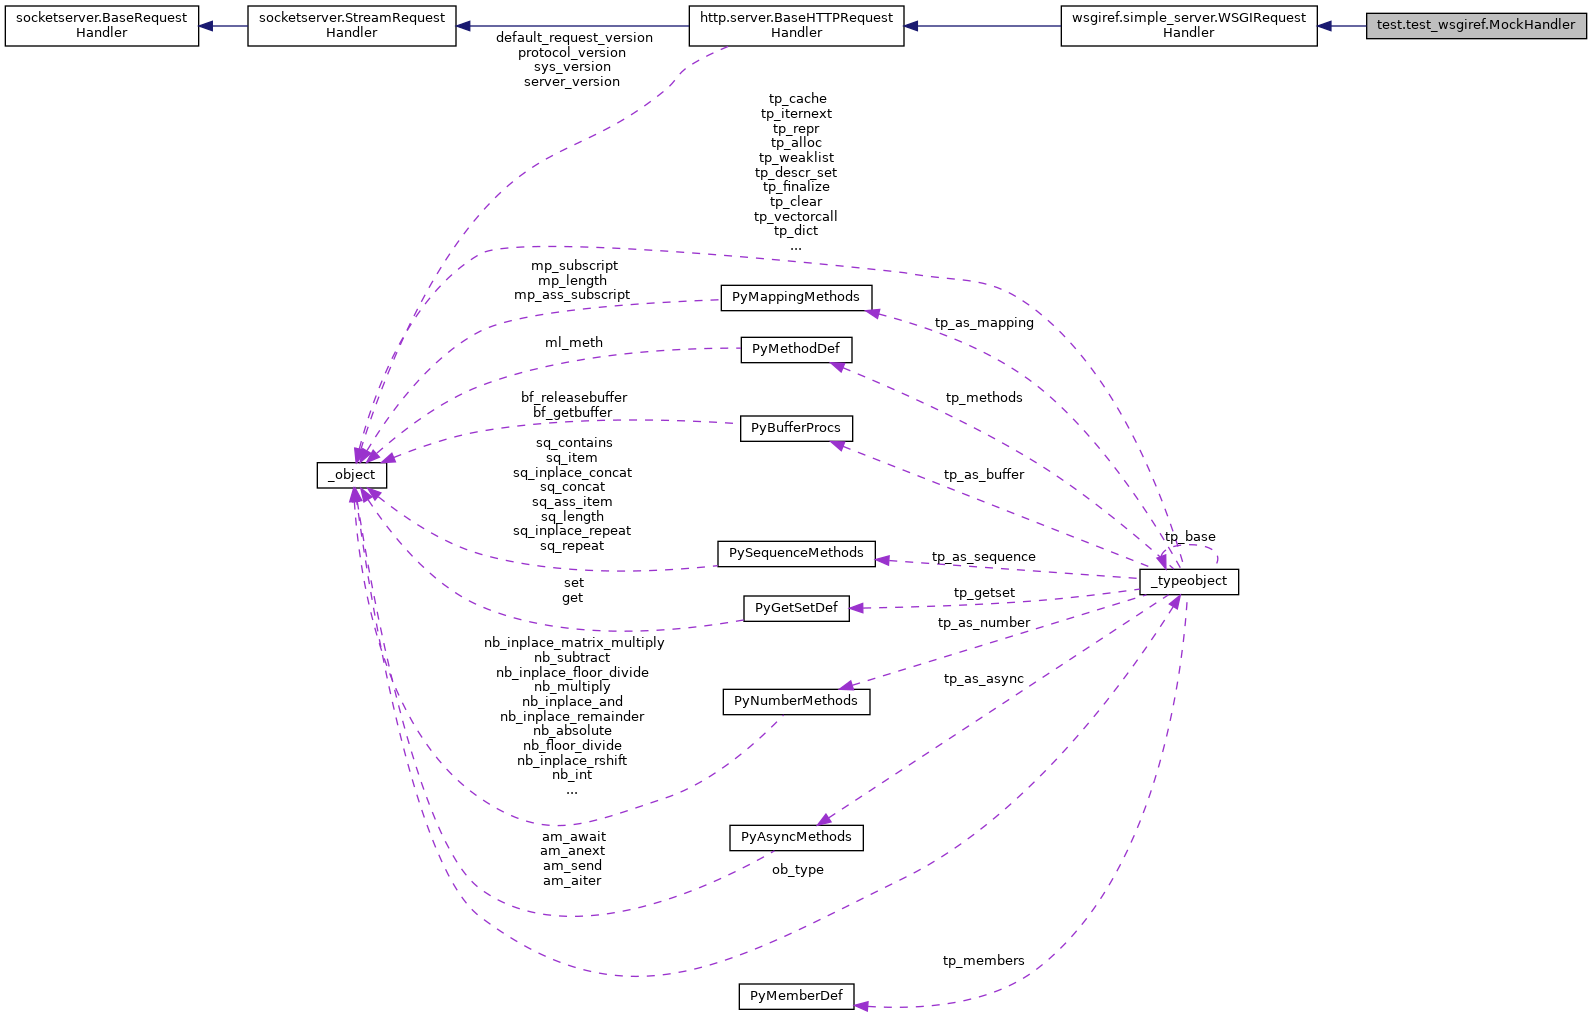 socketserver.BaseRequest
Handler
socketserver.StreamRequest
Handler
http.server.BaseHTTPRequest
Handler
wsgiref.simple_server.WSGIRequest
Handler
test.test_wsgiref.MockHandler
default_request_version
protocol_version
sys_version
server_version
tp_cache
tp_iternext
tp_repr
tp_alloc
tp_weaklist
tp_descr_set
tp_finalize
tp_clear
tp_vectorcall
tp_dict
...
mp_subscript
mp_length
mp_ass_subscript
PyMappingMethods
tp_as_mapping
ml_meth
PyMethodDef
tp_methods
bf_releasebuffer
bf_getbuffer
PyBufferProcs
tp_as_buffer
_object
sq_contains
sq_item
sq_inplace_concat
sq_concat
sq_ass_item
sq_length
sq_inplace_repeat
sq_repeat
PySequenceMethods
tp_as_sequence
tp_base
_typeobject
set
get
PyGetSetDef
tp_getset
tp_as_number
nb_inplace_matrix_multiply
nb_subtract
nb_inplace_floor_divide
nb_multiply
nb_inplace_and
nb_inplace_remainder
nb_absolute
nb_floor_divide
nb_inplace_rshift
nb_int
...
PyNumberMethods
tp_as_async
am_await
am_anext
am_send
am_aiter
PyAsyncMethods
ob_type
tp_members
PyMemberDef